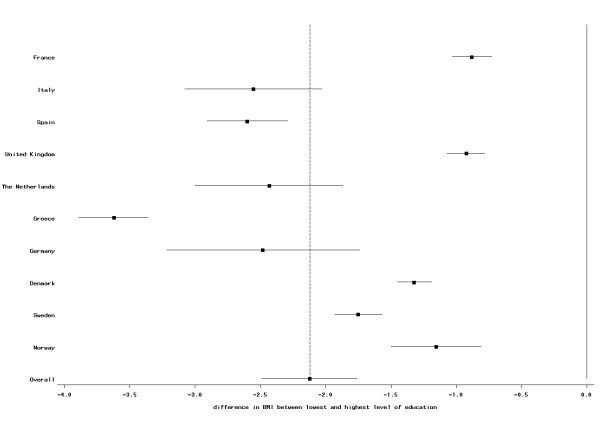 France
Italy
Spain
United Kingdom
The Netherlands
Greece
Germany
Denmark
Sweden
Norway
Overall
-4.0 -3.5 -3.0 -2.5 -2.0 -1.5 -1.0 -0.5 0.0
difference in BMI between lowest and highest level of education